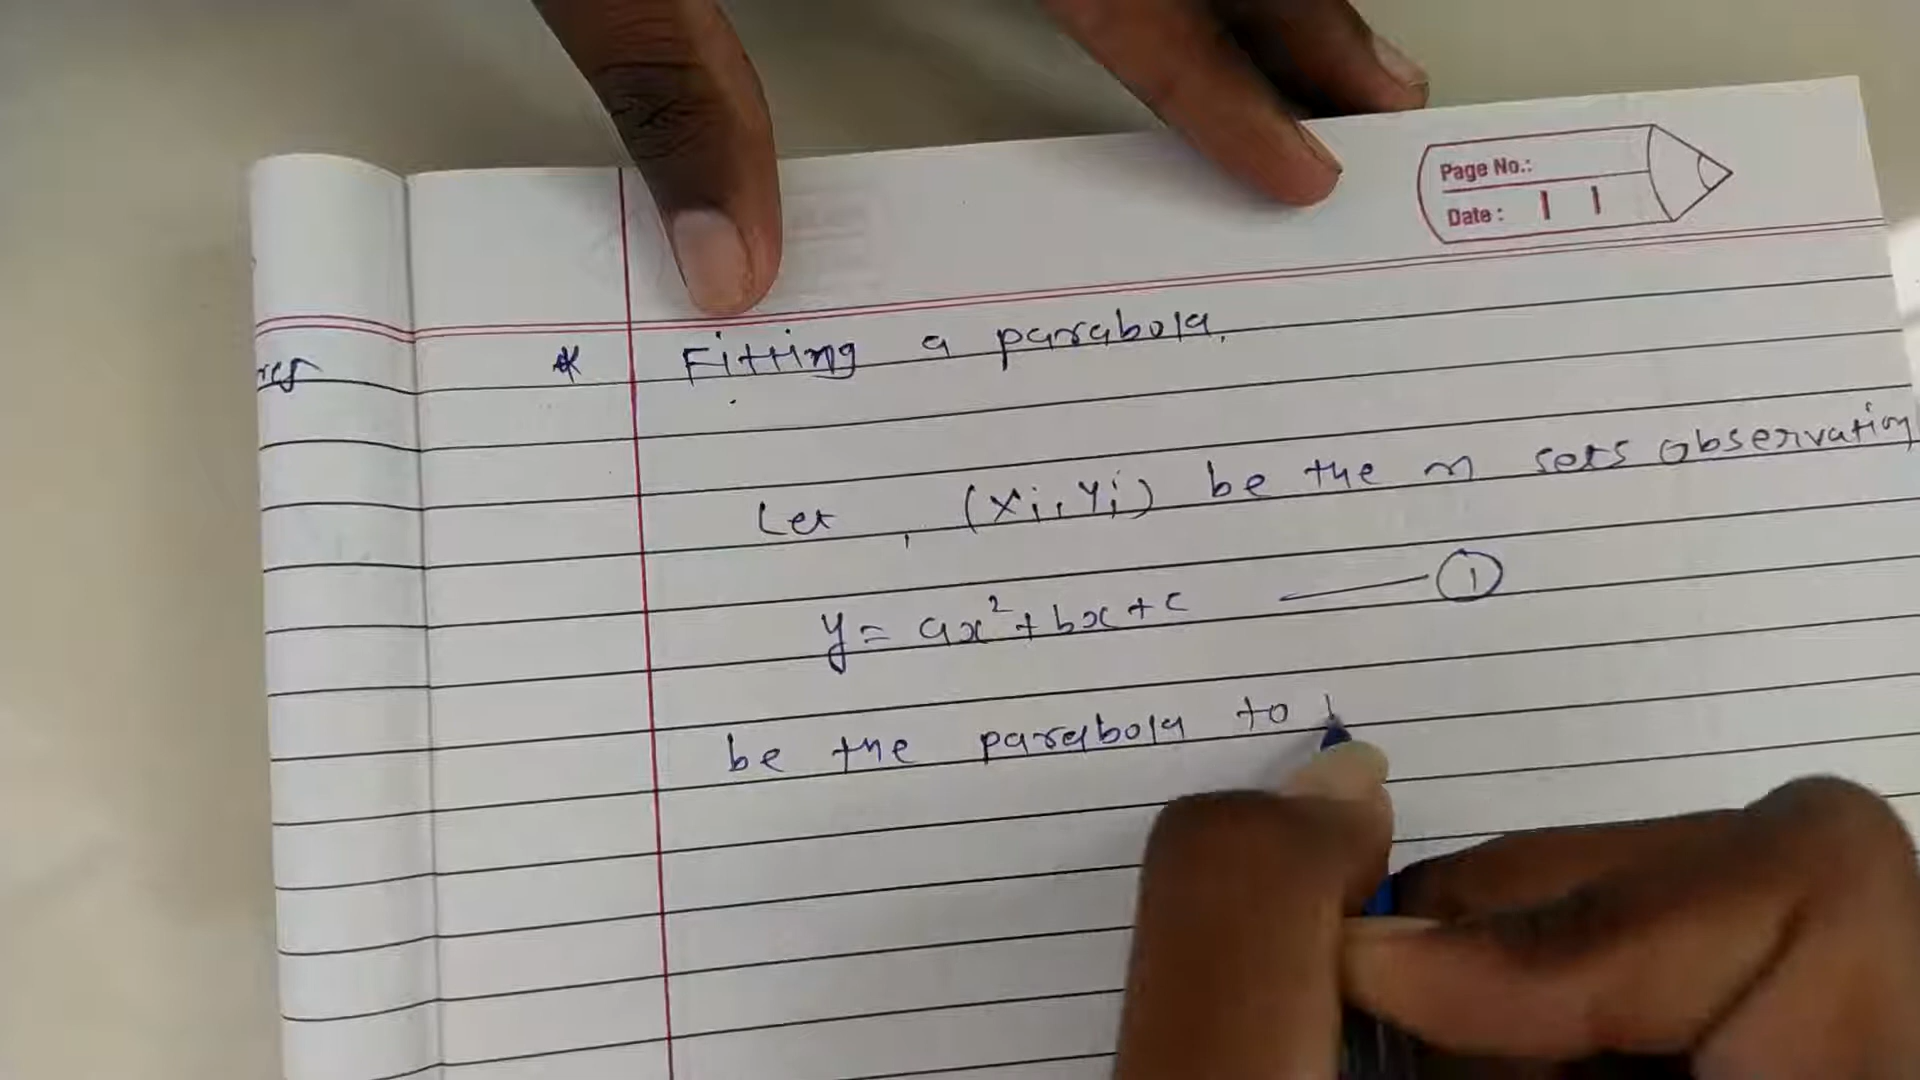 Page No.:
Date :
* Fitting a parabola.
Let , (xi, yi) be the n sets observation
y = ax² + bx + c —— ①
be the parabola to